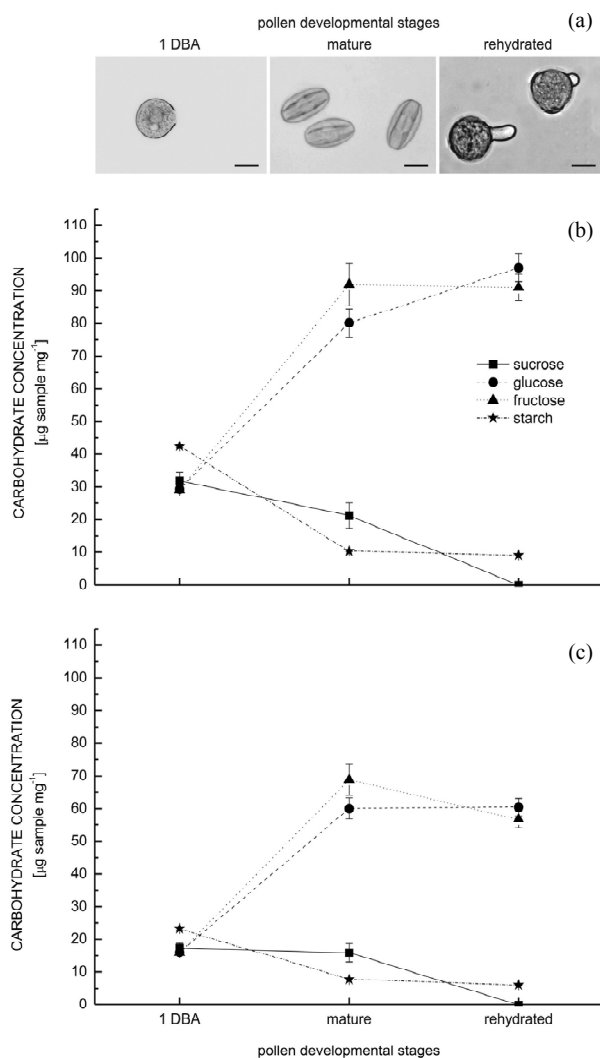 pollen developmental stages
(a)
1 DBA mature rehydrated
(b)
110
100
90
80
70
60
50
40
30
20
10
0
CARBOHYDRATE CONCENTRATION
[µg sample mg⁻¹]
sucrose
glucose
fructose
starch
(c)
110
100
90
80
70
60
50
40
30
20
10
0
CARBOHYDRATE CONCENTRATION
[µg sample mg⁻¹]
1 DBA mature rehydrated
pollen developmental stages